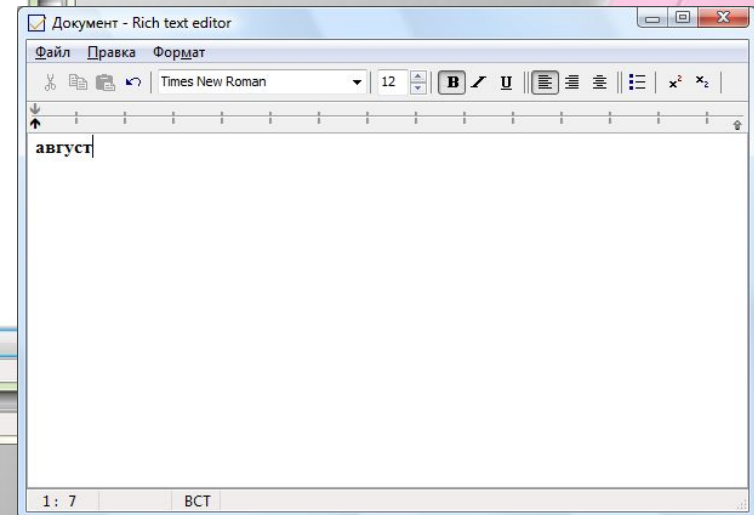 Документ - Rich text editor
Файл Правка Формат
Times New Roman 12 B I U x² x₂
август
1: 7 ВСТ